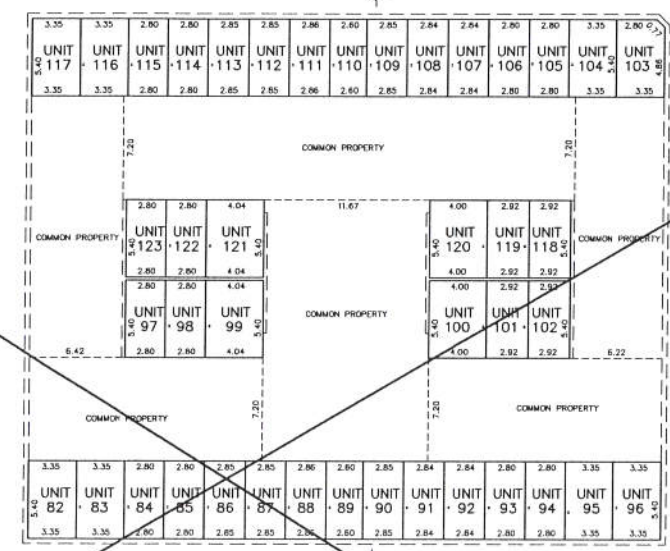 3.35 3.35 2.80 2.80 2.85 2.85 2.86 2.60 2.85 2.84 2.84 2.80 2.80 3.35 2.80 0.77
UNIT UNIT UNIT UNIT UNIT UNIT UNIT UNIT UNIT UNIT UNIT UNIT UNIT UNIT UNIT
5.40 117 116 115 114 113 112 111 110 109 108 107 106 105 104 5.40 103 4.86
3.35 3.35 2.80 2.80 2.85 2.85 2.86 2.60 2.85 2.84 2.84 2.80 2.80 3.35 3.35
7.20 COMMON PROPERTY 7.20
2.80 2.80 4.04 11.67 4.00 2.92 2.92
UNIT UNIT UNIT UNIT UNIT UNIT
COMMON PROPERTY 5.40 123 122 121 5.40 5.40 120 119 118 5.40 COMMON PROPERTY
2.80 2.80 4.04 4.00 2.92 2.92
2.80 2.80 4.04 4.00 2.92 2.92
UNIT UNIT UNIT COMMON PROPERTY UNIT UNIT UNIT
5.40 97 98 99 5.40 5.40 100 101 102 5.40
6.42 2.80 2.80 4.04 4.00 2.92 2.92 6.22
COMMON PROPERTY 7.20 7.20 COMMON PROPERTY
3.35 3.35 2.80 2.80 2.85 2.85 2.86 2.60 2.85 2.84 2.84 2.80 2.80 3.35 3.35
UNIT UNIT UNIT UNIT UNIT UNIT UNIT UNIT UNIT UNIT UNIT UNIT UNIT UNIT UNIT
5.40 82 83 84 85 86 87 88 89 90 91 92 93 94 95 96 5.40
3.35 3.35 2.80 2.80 2.85 2.85 2.86 2.60 2.85 2.84 2.84 2.80 2.80 3.35 3.35